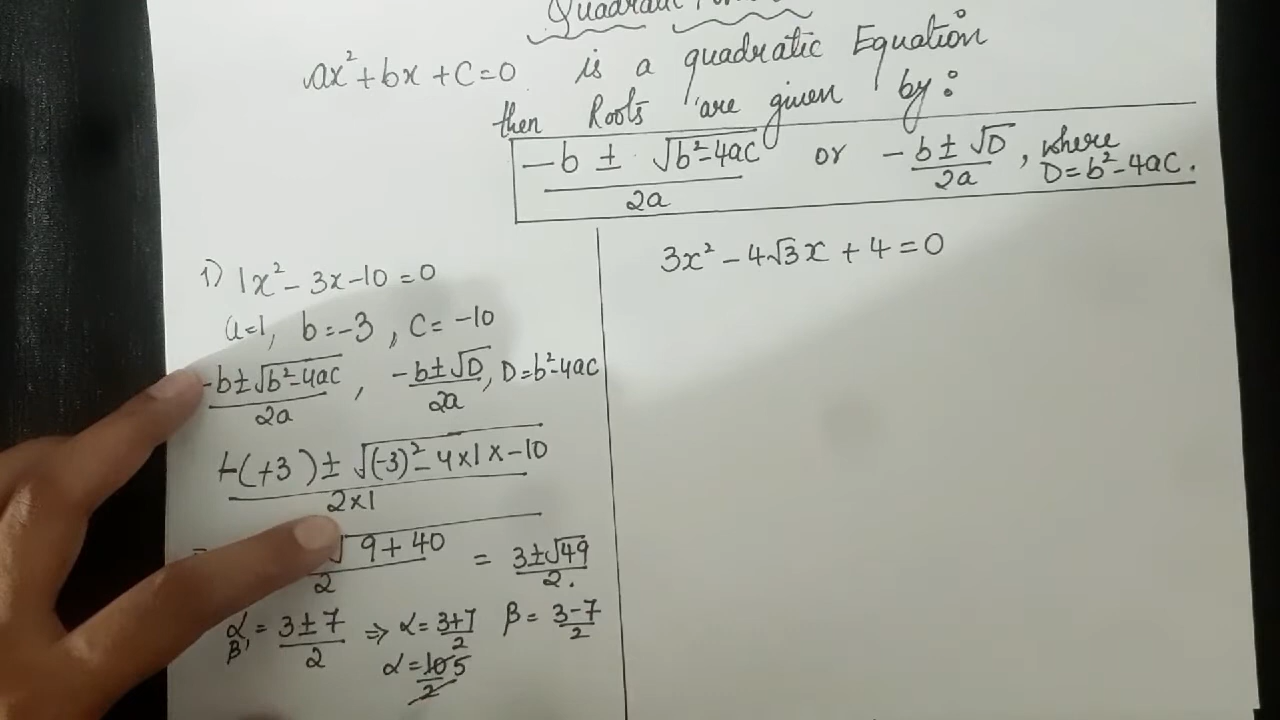 Quadratic
ax²+bx+c=0 is a quadratic Equation
then Roots are given by:
-b ± √(b²-4ac) / 2a or -b±√D / 2a, where D=b²-4ac.
1) 1x²-3x-10=0
a=1, b=-3, c=-10
-b±√(b²-4ac) / 2a, -b±√D / 2a, D=b²-4ac
-(+3)±√((-3)²-4×1×-10) / 2×1
√(9+40) / 2 = 3±√49 / 2.
α, β = 3±7 / 2 ⇒ α=3+7 / 2 β=3-7 / 2
α=10 / 2 5
3x²-4√3x+4=0